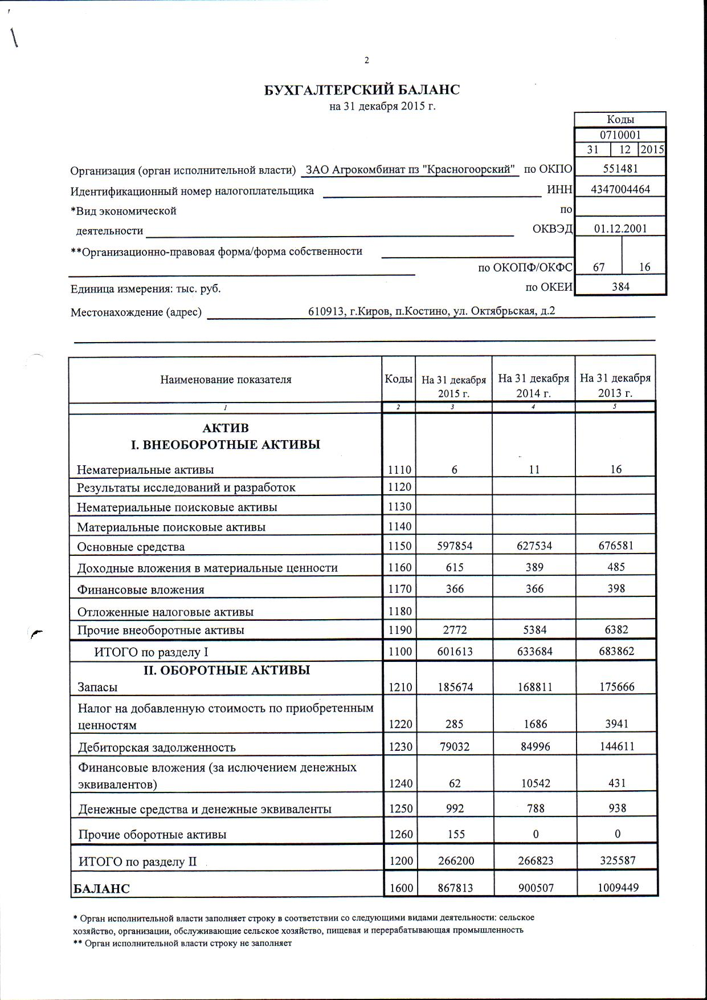 2
БУХГАЛТЕРСКИЙ БАЛАНС
на 31 декабря 2015 г.
Коды
0710001
31 12 2015
Организация (орган исполнительной власти) ЗАО Агрокомбинат пз "Красногоорский" по ОКПО 551481
Идентификационный номер налогоплательщика ИНН 4347004464
*Вид экономической по
деятельности ОКВЭД 01.12.2001
**Организационно-правовая форма/форма собственности
по ОКОПФ/ОКФС 67 16
Единица измерения: тыс. руб. по ОКЕИ 384
Местонахождение (адрес) 610913, г.Киров, п.Костино, ул. Октябрьская, д.2
Наименование показателя Коды На 31 декабря 2015 г. На 31 декабря 2014 г. На 31 декабря 2013 г.
1 2 3 4 5
АКТИВ
I. ВНЕОБОРОТНЫЕ АКТИВЫ
Нематериальные активы 1110 6 11 16
Результаты исследований и разработок 1120
Нематериальные поисковые активы 1130
Материальные поисковые активы 1140
Основные средства 1150 597854 627534 676581
Доходные вложения в материальные ценности 1160 615 389 485
Финансовые вложения 1170 366 366 398
Отложенные налоговые активы 1180
Прочие внеоборотные активы 1190 2772 5384 6382
ИТОГО по разделу I 1100 601613 633684 683862
II. ОБОРОТНЫЕ АКТИВЫ
Запасы 1210 185674 168811 175666
Налог на добавленную стоимость по приобретенным
ценностям 1220 285 1686 3941
Дебиторская задолженность 1230 79032 84996 144611
Финансовые вложения (за ислючением денежных
эквивалентов) 1240 62 10542 431
Денежные средства и денежные эквиваленты 1250 992 788 938
Прочие оборотные активы 1260 155 0 0
ИТОГО по разделу II 1200 266200 266823 325587
БАЛАНС 1600 867813 900507 1009449
* Орган исполнительной власти заполняет строку в соответствии со следующими видами деятельности: сельское
хозяйство, организации, обслуживающие сельское хозяйство, пищевая и перерабатывающая промышленность
** Орган исполнительной власти строку не заполняет